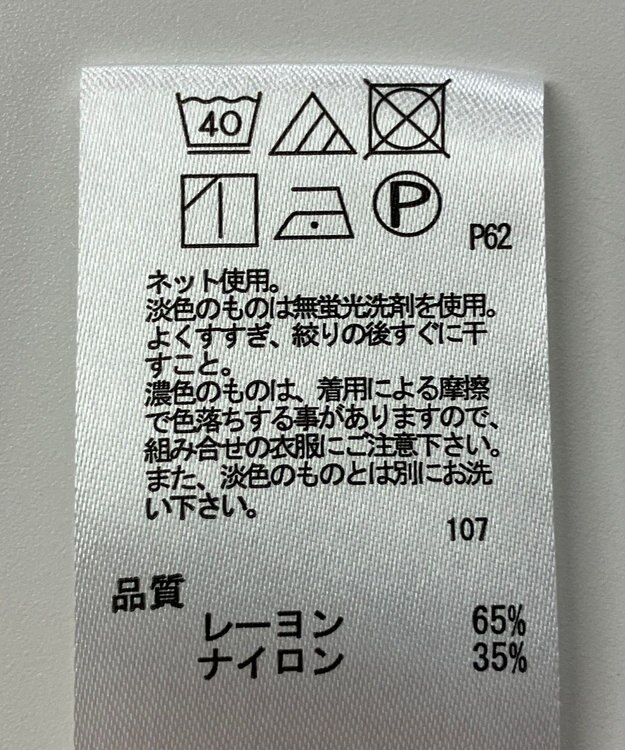 40
P
P62
ネット使用。
淡色のものは無蛍光洗剤を使用。
よくすすぎ、絞りの後すぐに干
すこと。
濃色のものは、着用による摩擦
で色落ちする事がありますので、
組み合せの衣服にご注意下さい。
また、淡色のものとは別にお洗
い下さい。
107
品質
レーヨン 65%
ナイロン 35%